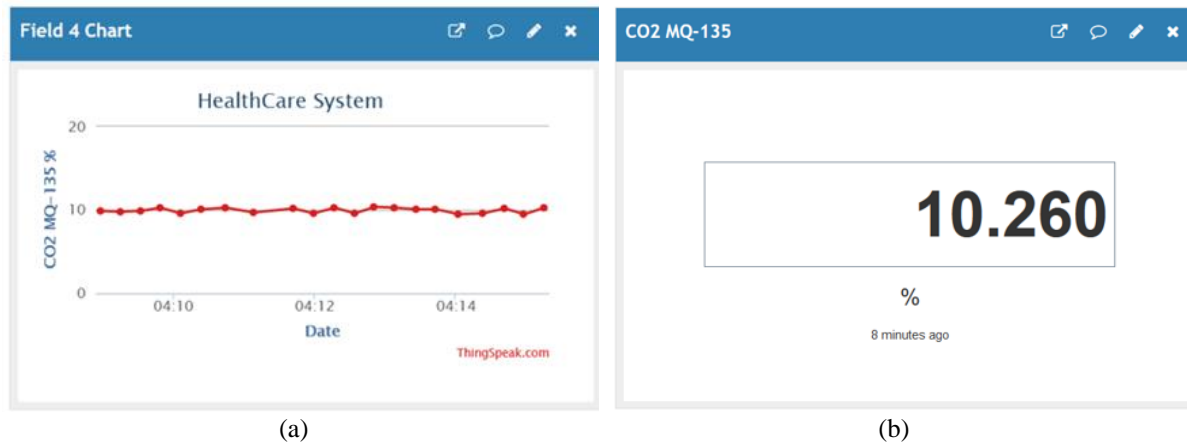 Field 4 Chart
HealthCare System
20
10
0
CO2 MQ-135 %
04:10 04:12 04:14
Date
ThingSpeak.com
(a)
CO2 MQ-135
10.260
%
8 minutes ago
(b)